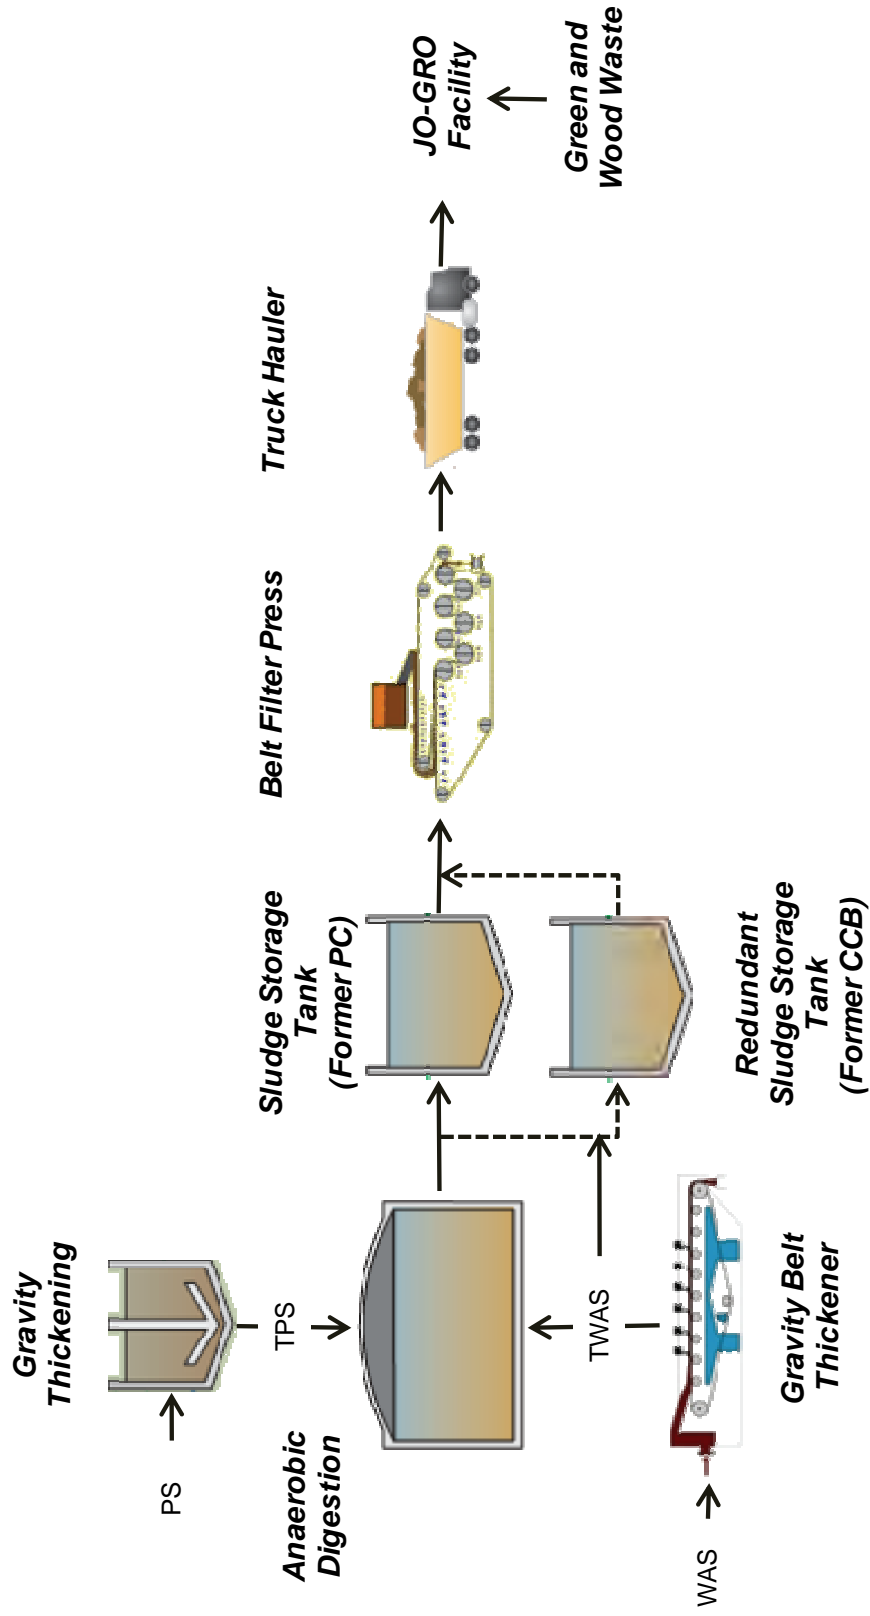 PS
Gravity
Thickening
TPS
Anaerobic
Digestion
WAS
Gravity Belt
Thickener
TWAS
Sludge Storage
Tank
(Former PC)
Redundant
Sludge Storage
Tank
(Former CCB)
Belt Filter Press
Truck Hauler
JO-GRO
Facility
Green and
Wood Waste